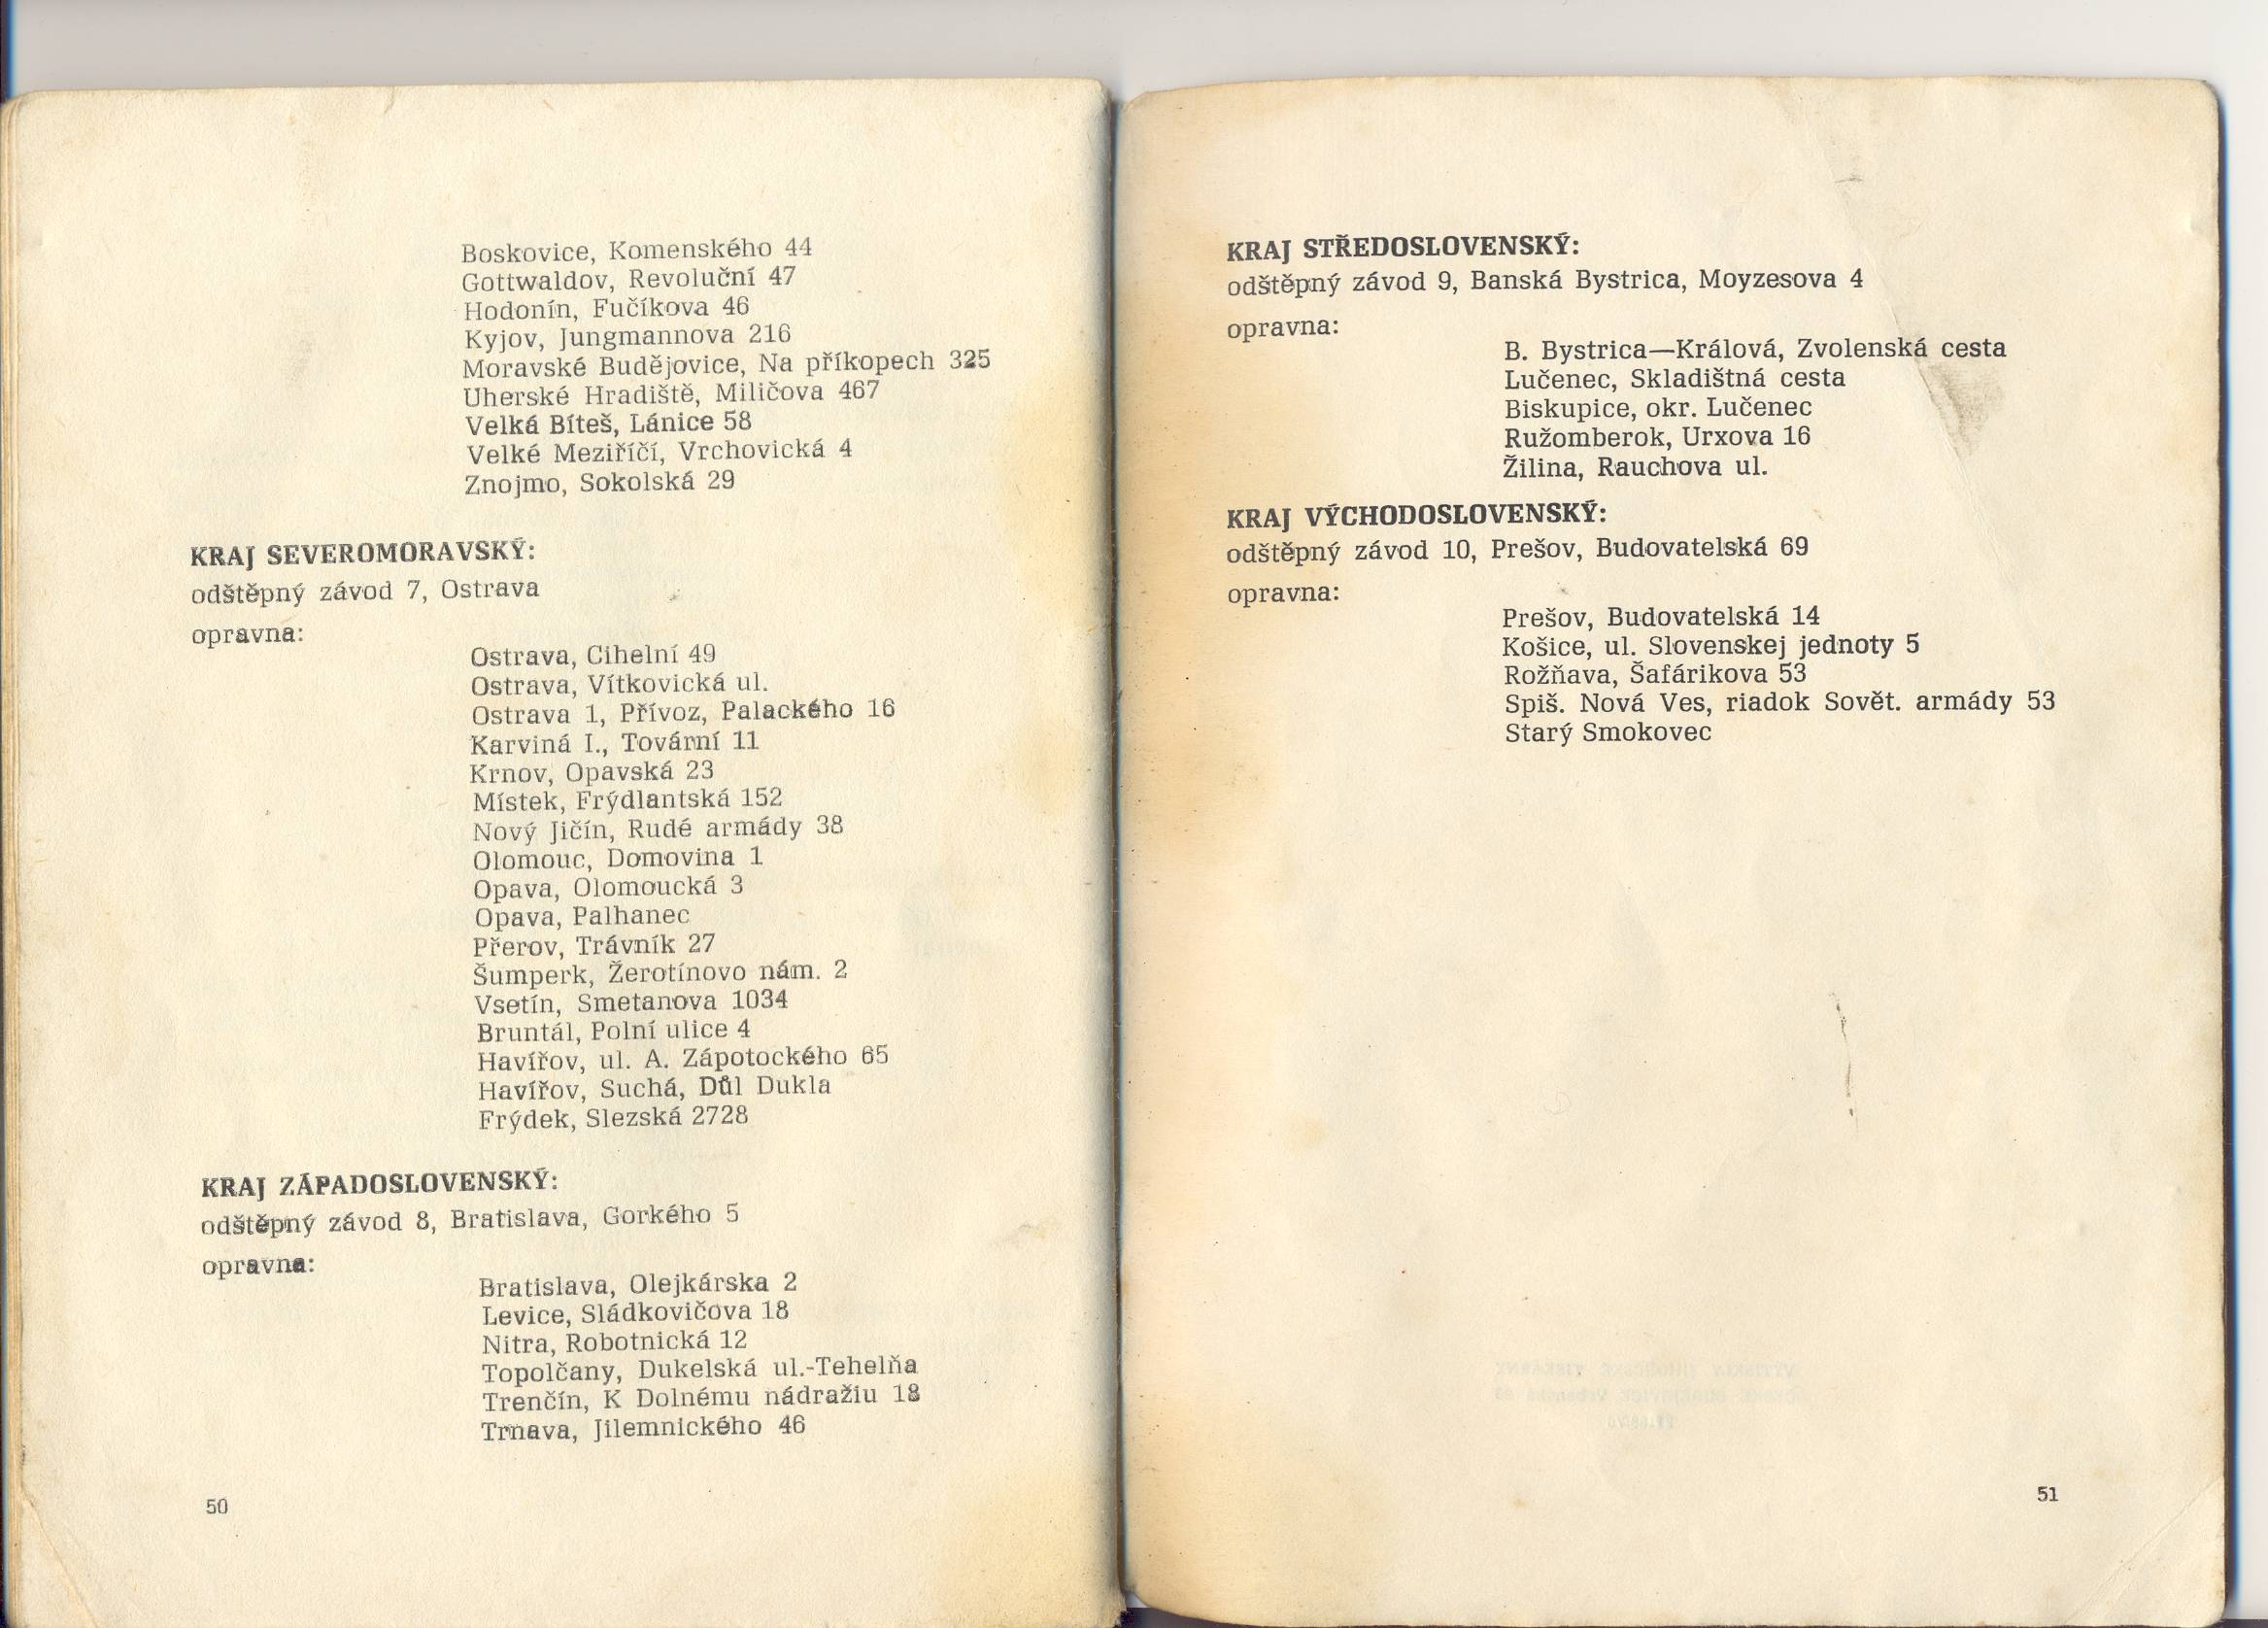 Boskovice, Komenského 44
Gottwaldov, Revoluční 47
Hodonín, Fučíkova 46
Kyjov, Jungmannova 216
Moravské Budějovice, Na příkopech 325
Uherské Hradiště, Miličova 467
Velká Bíteš, Lánice 58
Velké Meziříčí, Vrchovická 4
Znojmo, Sokolská 29
KRAJ SEVEROMORAVSKÝ:
odštěpný závod 7, Ostrava
opravna:
Ostrava, Cihelní 49
Ostrava, Vítkovická ul.
Ostrava 1, Přívoz, Palackého 16
Karviná I., Tovární 11
Krnov, Opavská 23
Místek, Frýdlantská 152
Nový Jičín, Rudé armády 38
Olomouc, Domovina 1
Opava, Olomoucká 3
Opava, Palhanec
Přerov, Trávník 27
Šumperk, Žerotínovo nám. 2
Vsetín, Smetanova 1034
Bruntál, Polní ulice 4
Havířov, ul. A. Zápotockého 65
Havířov, Suchá, Důl Dukla
Frýdek, Slezská 2728
KRAJ ZÁPADOSLOVENSKÝ:
odštěpný závod 8, Bratislava, Gorkého 5
opravna:
Bratislava, Olejkárska 2
Levice, Sládkovičova 18
Nitra, Robotnická 12
Topolčany, Dukelská ul.-Tehelňa
Trenčín, K Dolnému nádražiu 18
Trnava, Jilemnického 46
50
KRAJ STŘEDOSLOVENSKÝ:
odštěpný závod 9, Banská Bystrica, Moyzesova 4
opravna:
B. Bystrica—Králová, Zvolenská cesta
Lučenec, Skladištná cesta
Biskupice, okr. Lučenec
Ružomberok, Urxova 16
Žilina, Rauchova ul.
KRAJ VÝCHODOSLOVENSKÝ:
odštěpný závod 10, Prešov, Budovatelská 69
opravna:
Prešov, Budovatelská 14
Košice, ul. Slovenskej jednoty 5
Rožňava, Šafárikova 53
Spiš. Nová Ves, riadok Sovět. armády 53
Starý Smokovec
51